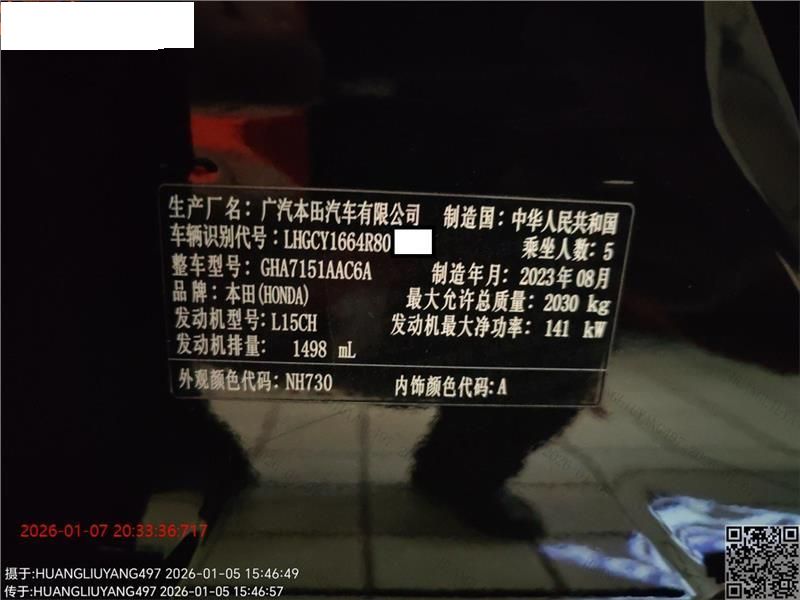 生产厂名：广汽本田汽车有限公司 制造国：中华人民共和国
车辆识别代号：LHGCY1664R80 乘坐人数：5
整车型号：GHA7151AAC6A 制造年月：2023年08月
品牌：本田(HONDA) 最大允许总质量：2030 kg
发动机型号：L15CH 发动机最大净功率：141 kW
发动机排量：1498 mL
外观颜色代码：NH730 内饰颜色代码：A
2026-01-07 20:33:36:717
摄于:HUANGLIUYANG497 2026-01-05 15:46:49
传于:HUANGLIUYANG497 2026-01-05 15:46:57